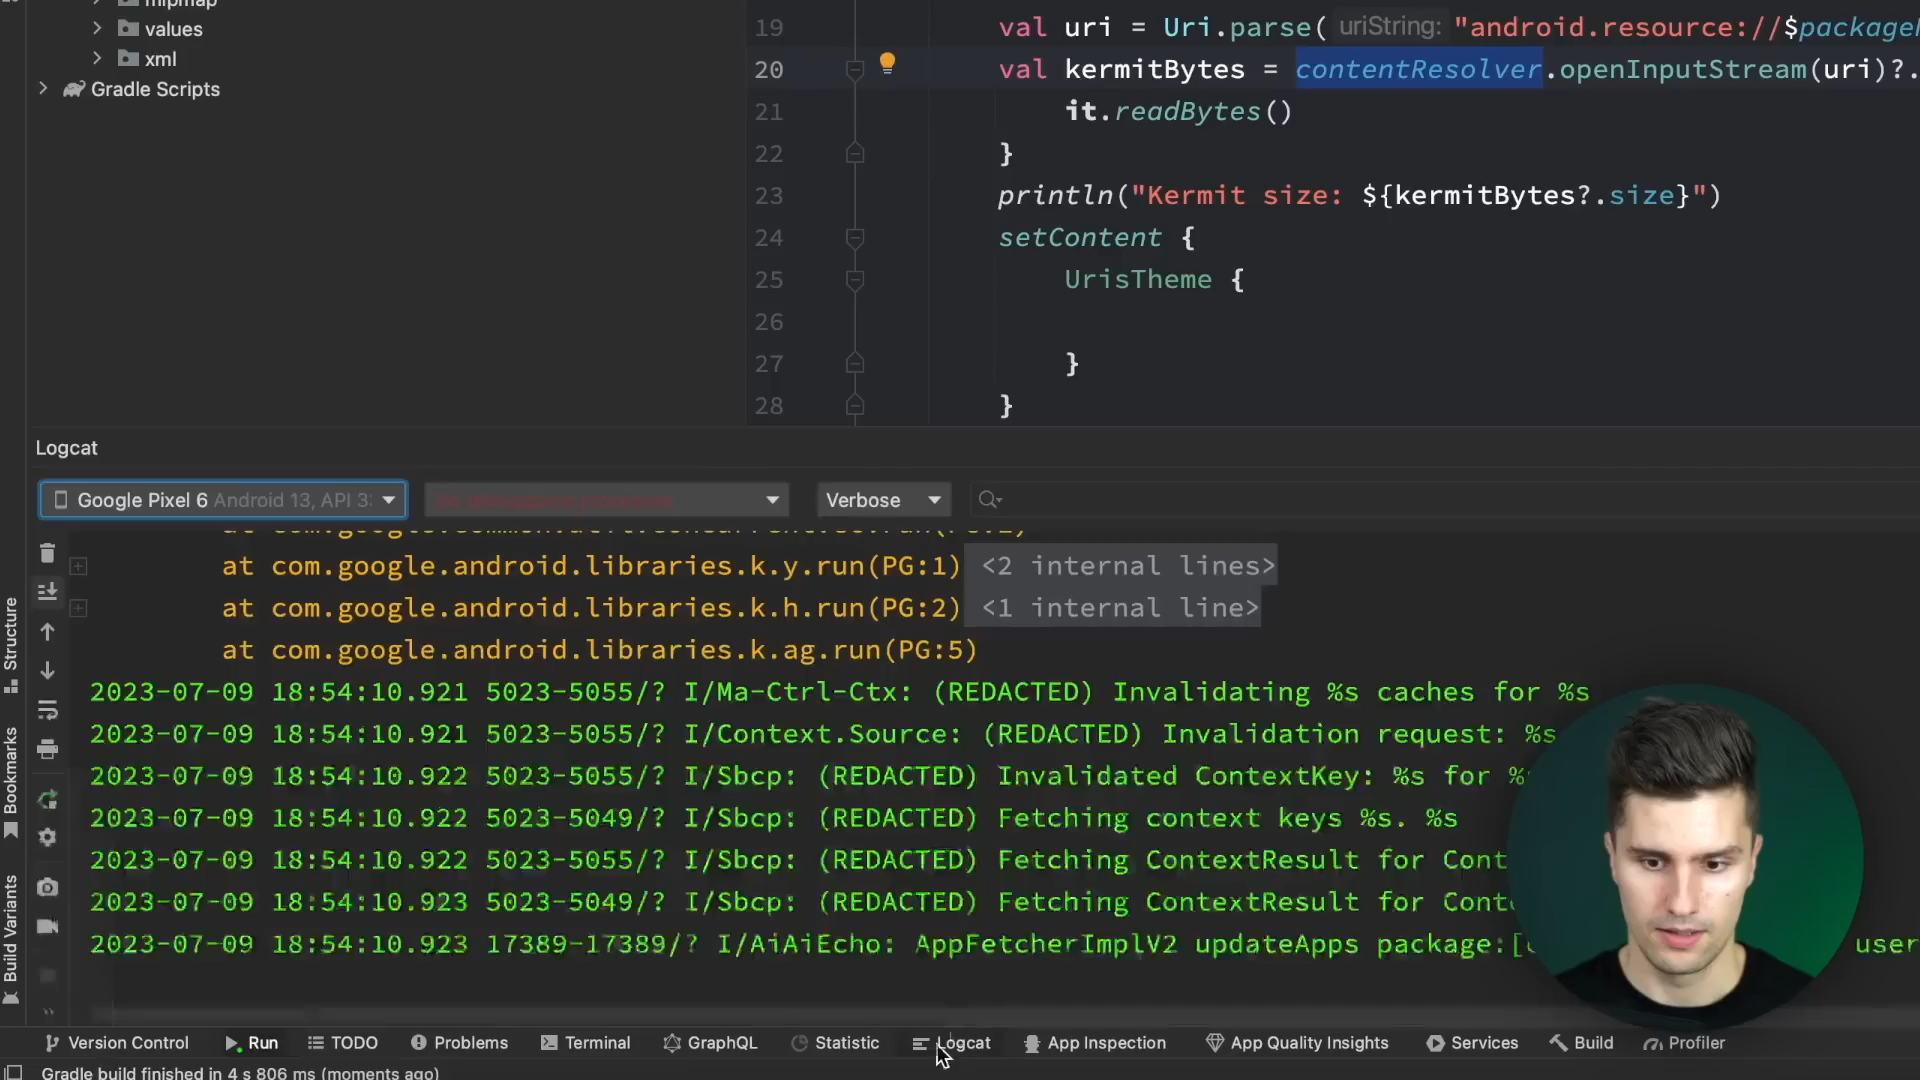 mipmap
values
xml
Gradle Scripts
19 val uri = Uri.parse( uriString: "android.resource://$package
20 val kermitBytes = contentResolver.openInputStream(uri)?.
21 it.readBytes()
22 }
23 println("Kermit size: ${kermitBytes?.size}")
24 setContent {
25 UrisTheme {
26
27 }
28 }
Logcat
Google Pixel 6 Android 13, API 3
Verbose
at com.google.android.libraries.k.y.run(PG:1) <2 internal lines>
at com.google.android.libraries.k.h.run(PG:2) <1 internal line>
at com.google.android.libraries.k.ag.run(PG:5)
2023-07-09 18:54:10.921 5023-5055/? I/Ma-Ctrl-Ctx: (REDACTED) Invalidating %s caches for %s
2023-07-09 18:54:10.921 5023-5055/? I/Context.Source: (REDACTED) Invalidation request: %s
2023-07-09 18:54:10.922 5023-5055/? I/Sbcp: (REDACTED) Invalidated ContextKey: %s for %
2023-07-09 18:54:10.922 5023-5049/? I/Sbcp: (REDACTED) Fetching context keys %s. %s
2023-07-09 18:54:10.922 5023-5055/? I/Sbcp: (REDACTED) Fetching ContextResult for Cont
2023-07-09 18:54:10.923 5023-5049/? I/Sbcp: (REDACTED) Fetching ContextResult for Cont
2023-07-09 18:54:10.923 17389-17389/? I/AiAiEcho: AppFetcherImplV2 updateApps package:[ user
Structure
Bookmarks
Build Variants
Version Control Run TODO Problems Terminal GraphQL Statistic Logcat App Inspection App Quality Insights Services Build Profiler
Gradle build finished in 4 s 806 ms (moments ago)